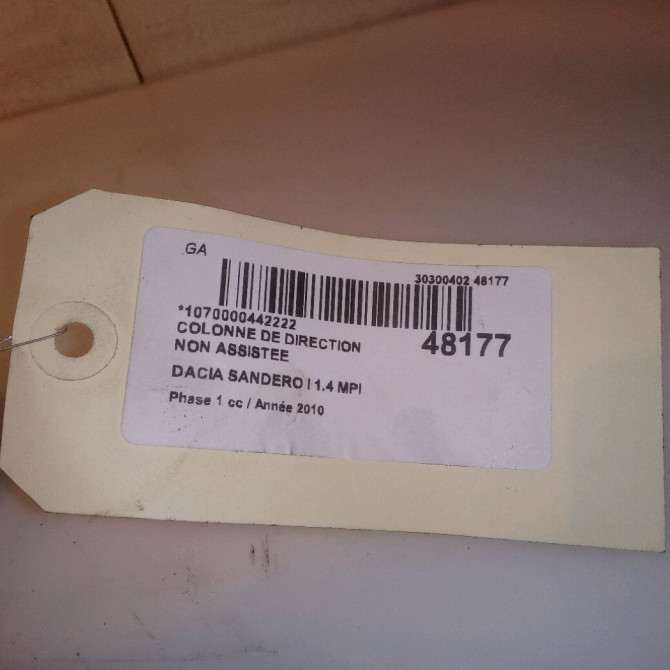 GA
30300402 48177
*1070000442222
48177
COLONNE DE DIRECTION
NON ASSISTEE
DACIA SANDERO I 1.4 MPI
Phase 1 cc / Année 2010